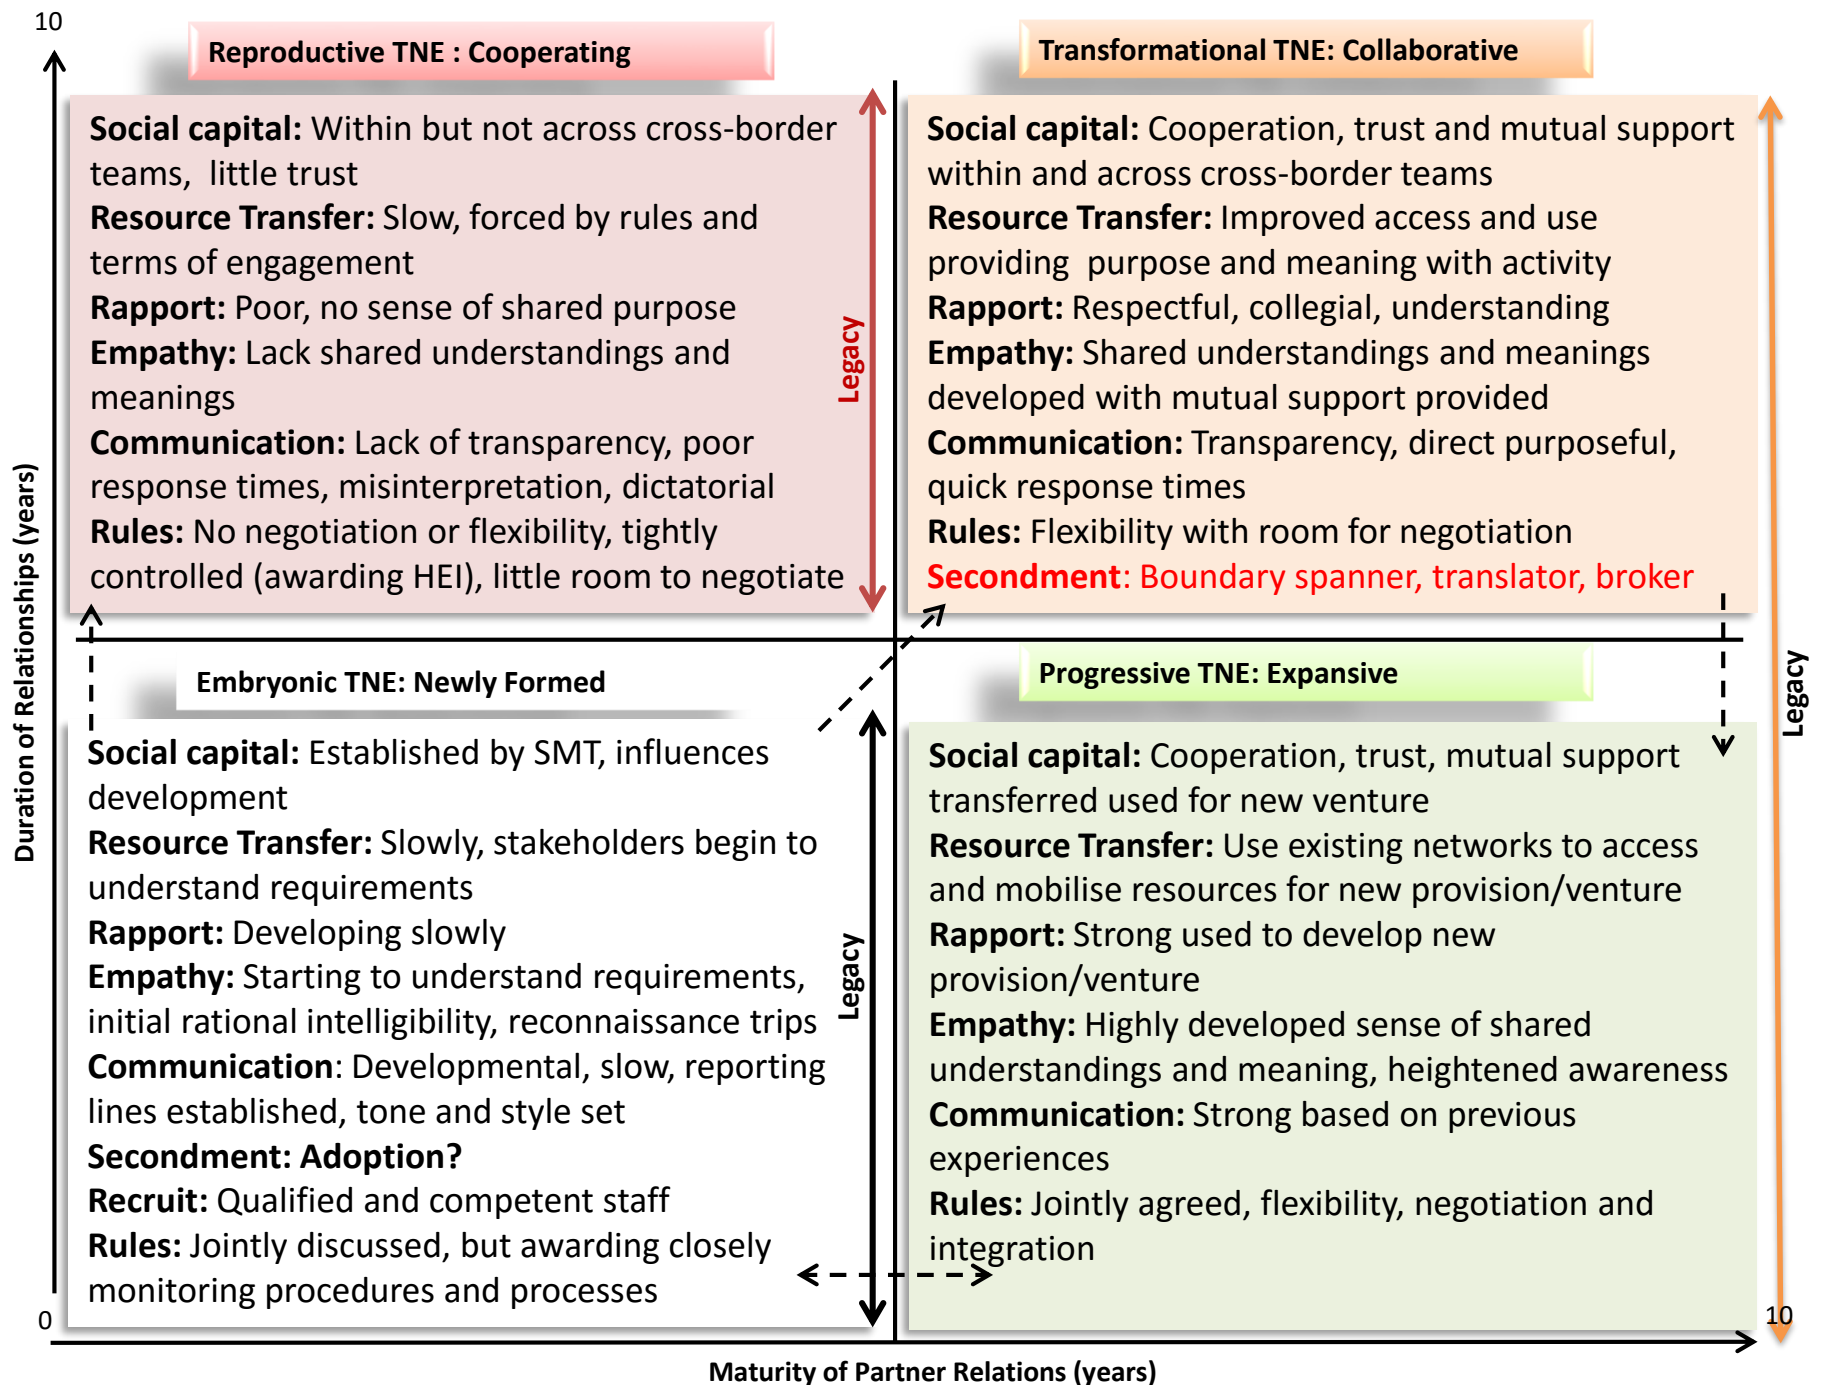 10
Reproductive TNE : Cooperating
Social capital: Within but not across cross-border
teams, little trust
Resource Transfer: Slow, forced by rules and
terms of engagement
Rapport: Poor, no sense of shared purpose
Empathy: Lack shared understandings and
meanings
Communication: Lack of transparency, poor
response times, misinterpretation, dictatorial
Rules: No negotiation or flexibility, tightly
controlled (awarding HEI), little room to negotiate
Legacy
Transformational TNE: Collaborative
Social capital: Cooperation, trust and mutual support
within and across cross-border teams
Resource Transfer: Improved access and use
providing purpose and meaning with activity
Rapport: Respectful, collegial, understanding
Empathy: Shared understandings and meanings
developed with mutual support provided
Communication: Transparency, direct purposeful,
quick response times
Rules: Flexibility with room for negotiation
Secondment: Boundary spanner, translator, broker
Legacy
Duration of Relationships (years)
Embryonic TNE: Newly Formed
Social capital: Established by SMT, influences
development
Resource Transfer: Slowly, stakeholders begin to
understand requirements
Rapport: Developing slowly
Empathy: Starting to understand requirements,
initial rational intelligibility, reconnaissance trips
Communication: Developmental, slow, reporting
lines established, tone and style set
Secondment: Adoption?
Recruit: Qualified and competent staff
Rules: Jointly discussed, but awarding closely
monitoring procedures and processes
Legacy
Progressive TNE: Expansive
Social capital: Cooperation, trust, mutual support
transferred used for new venture
Resource Transfer: Use existing networks to access
and mobilise resources for new provision/venture
Rapport: Strong used to develop new
provision/venture
Empathy: Highly developed sense of shared
understandings and meaning, heightened awareness
Communication: Strong based on previous
experiences
Rules: Jointly agreed, flexibility, negotiation and
integration
0
10
Maturity of Partner Relations (years)